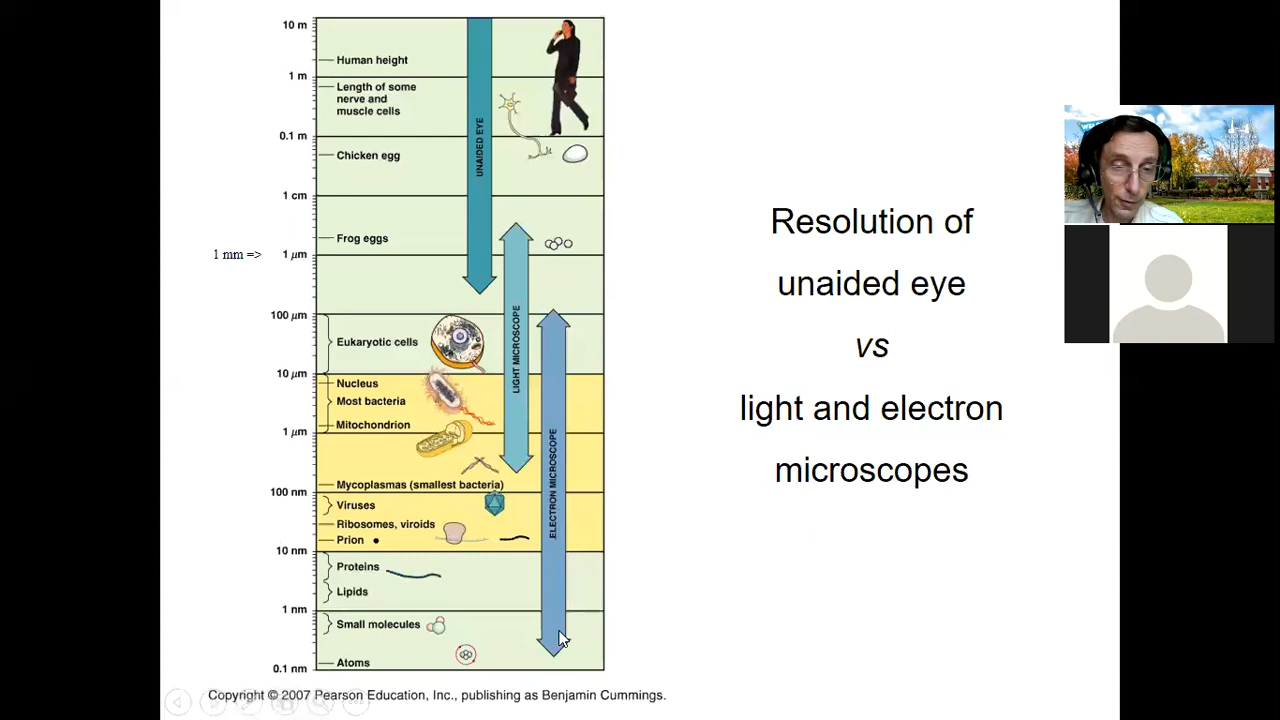 10 m
Human height
1 m
Length of some
nerve and
muscle cells
0.1 m
Chicken egg
1 cm
Frog eggs
1 mm =>
1 µm
100 µm
Eukaryotic cells
10 µm
Nucleus
Most bacteria
Mitochondrion
1 µm
Mycoplasmas (smallest bacteria)
100 nm
Viruses
Ribosomes, viroids
Prion
10 nm
Proteins
Lipids
1 nm
Small molecules
Atoms
0.1 nm
UNAIDED EYE
LIGHT MICROSCOPE
ELECTRON MICROSCOPE
Copyright © 2007 Pearson Education, Inc., publishing as Benjamin Cummings.
Resolution of
unaided eye
vs
light and electron
microscopes